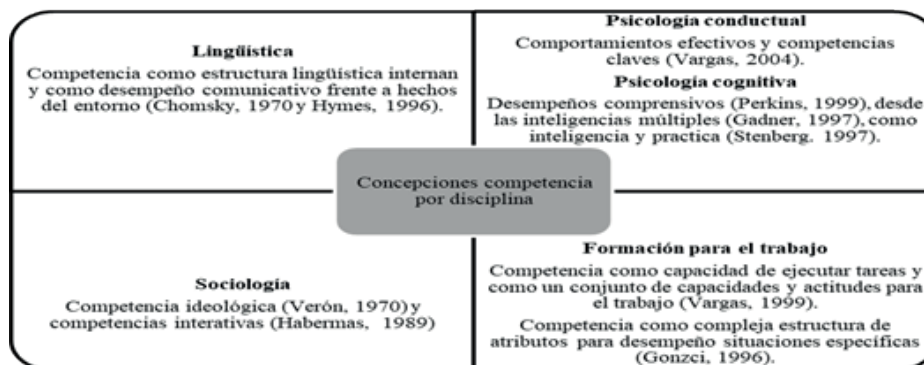 Lingüística
Competencia como estructura lingüística internan
y como desempeño comunicativo frente a hechos
del entorno (Chomsky, 1970 y Hymes, 1996).
Psicología conductual
Comportamientos efectivos y competencias
claves (Vargas, 2004).
Psicología cognitiva
Desempeños comprensivos (Perkins, 1999), desde
las inteligencias múltiples (Gadner, 1997), como
inteligencia y practica (Stenberg. 1997).
Concepciones competencia
por disciplina
Sociología
Competencia ideológica (Verón, 1970) y
competencias interativas (Habermas, 1989)
Formación para el trabajo
Competencia como capacidad de ejecutar tareas y
como un conjunto de capacidades y actitudes para
el trabajo (Vargas, 1999).
Competencia como compleja estructura de
atributos para desempeño situaciones específicas
(Gonzci, 1996).